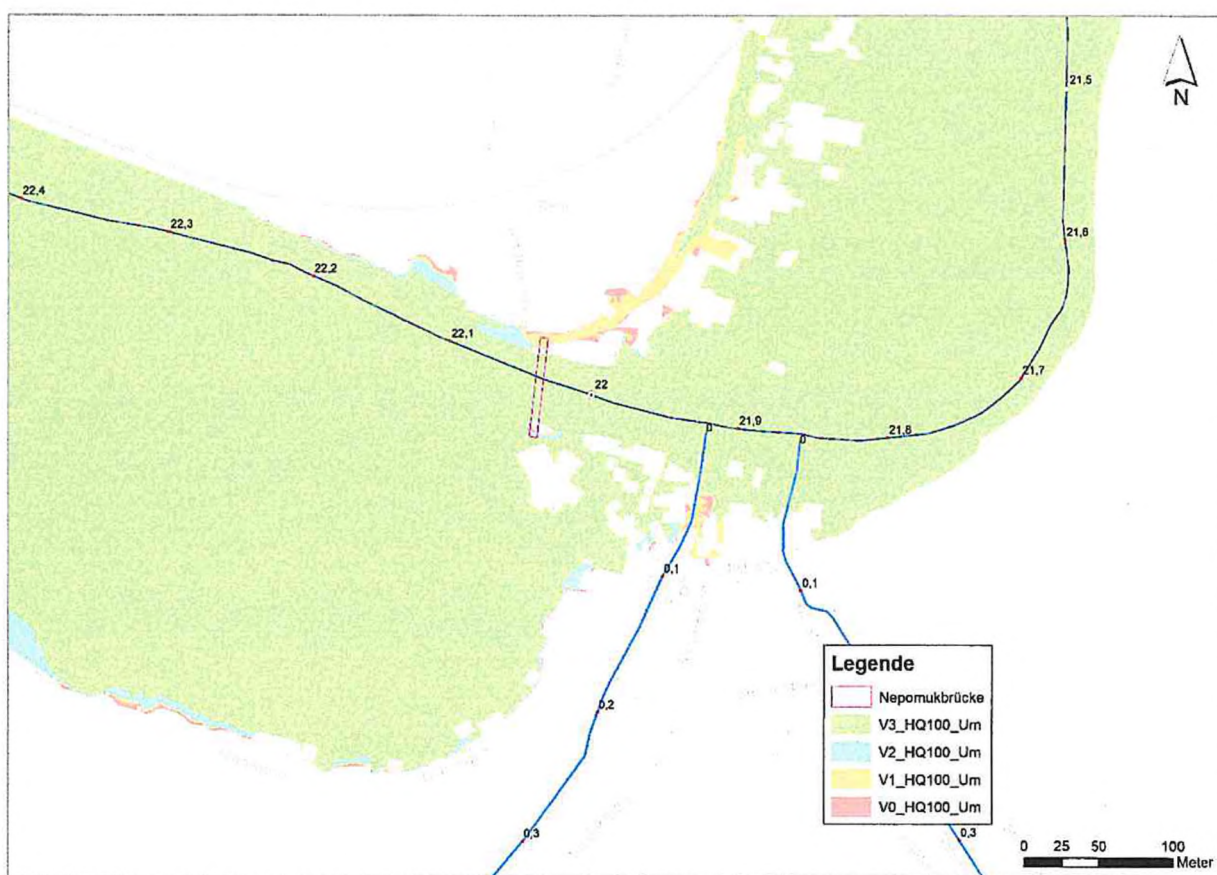 21,5
N
22,4
22,3
21,6
22,2
22,1
22
21,7
0
21,9
0
21,8
0,1
0,1
Legende
Nepomukbrücke
V3_HQ100_Um
0,2
V2_HQ100_Um
V1_HQ100_Um
V0_HQ100_Um
0,3
0,3
0 25 50 100
Meter